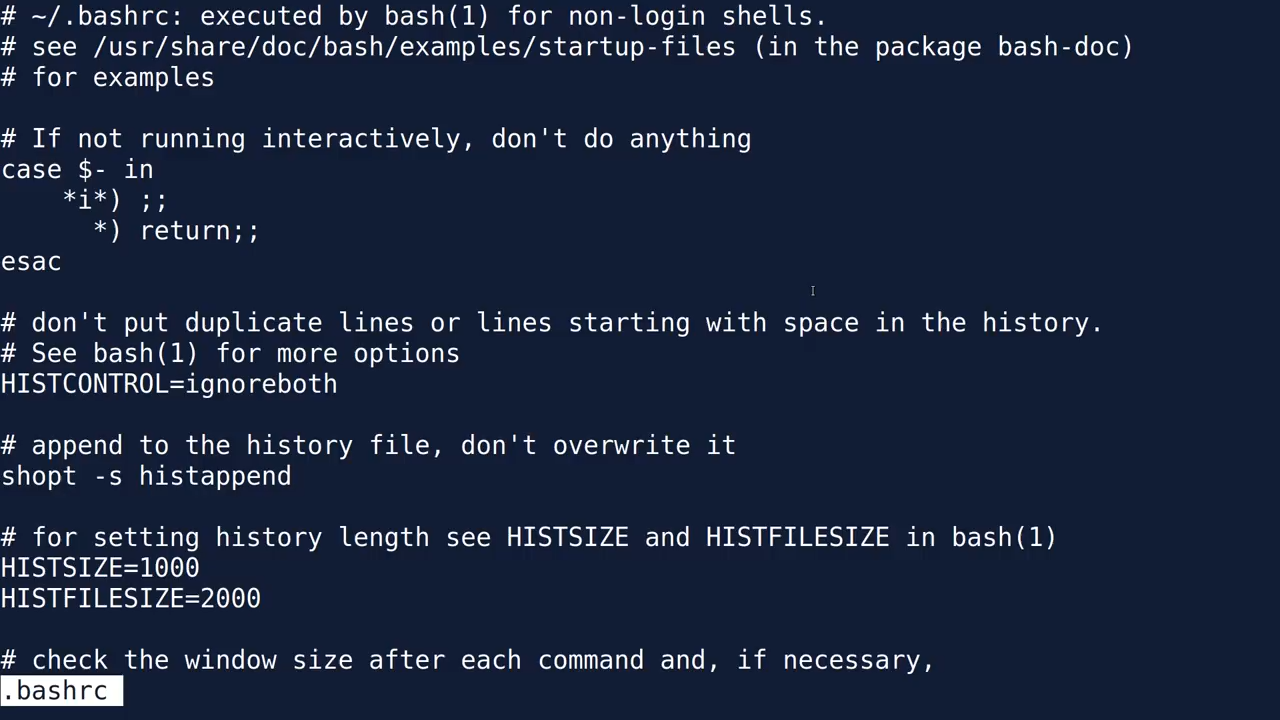 # ~/.bashrc: executed by bash(1) for non-login shells.
# see /usr/share/doc/bash/examples/startup-files (in the package bash-doc)
# for examples

# If not running interactively, don't do anything
case $- in
    *i*) ;;
      *) return;;
esac

# don't put duplicate lines or lines starting with space in the history.
# See bash(1) for more options
HISTCONTROL=ignoreboth

# append to the history file, don't overwrite it
shopt -s histappend

# for setting history length see HISTSIZE and HISTFILESIZE in bash(1)
HISTSIZE=1000
HISTFILESIZE=2000

# check the window size after each command and, if necessary,
.bashrc